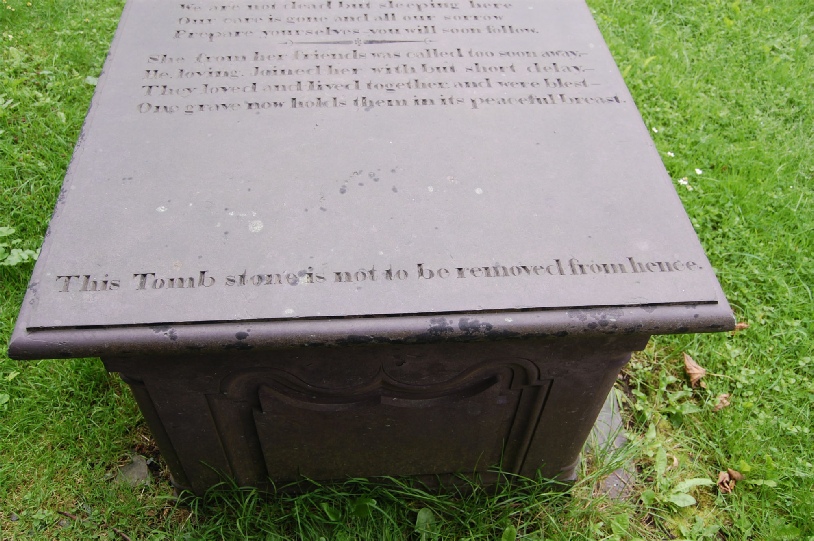 We are not dead but sleeping here
Our care is gone and all our sorrow
Prepare yourselves you will soon follow.
She from her friends was called too soon away—
He, loving, Joined her with but short delay,—
They loved and lived together, and were blest—
One grave now holds them in its peaceful breast.
This Tomb stone is not to be removed from hence.